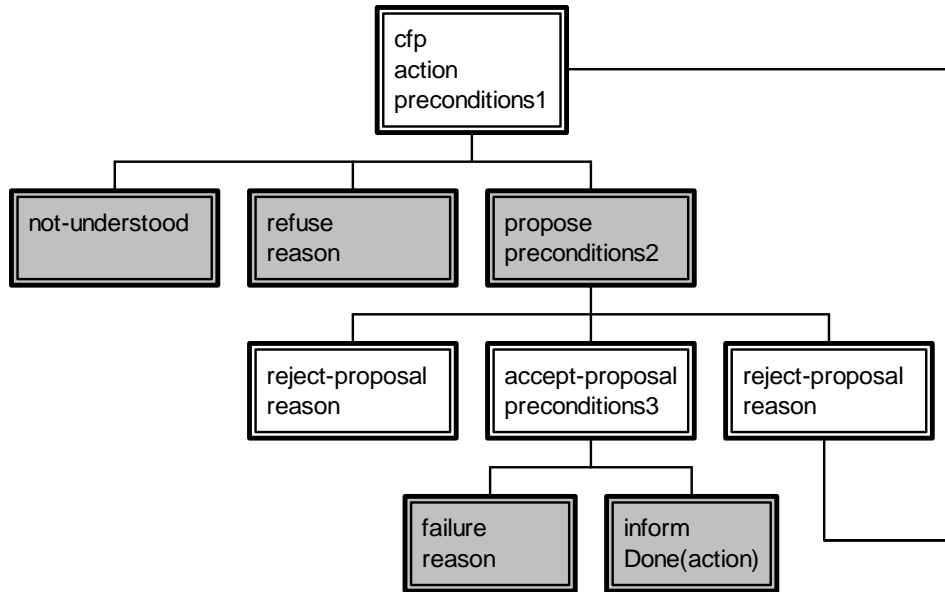 cfp
action
preconditions1
not-understood
refuse
reason
propose
preconditions2
reject-proposal
reason
accept-proposal
preconditions3
reject-proposal
reason
failure
reason
inform
Done(action)